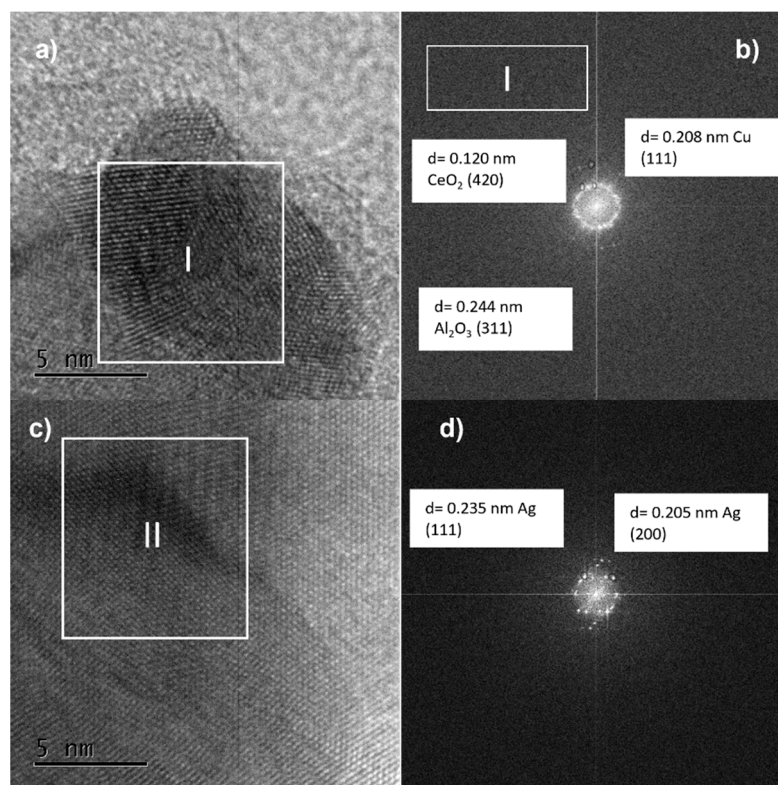 a)
I
5 nm
b)
I
d= 0.208 nm Cu
(111)
d= 0.120 nm
CeO₂ (420)
d= 0.244 nm
Al₂O₃ (311)
c)
II
5 nm
d)
d= 0.235 nm Ag
(111)
d= 0.205 nm Ag
(200)